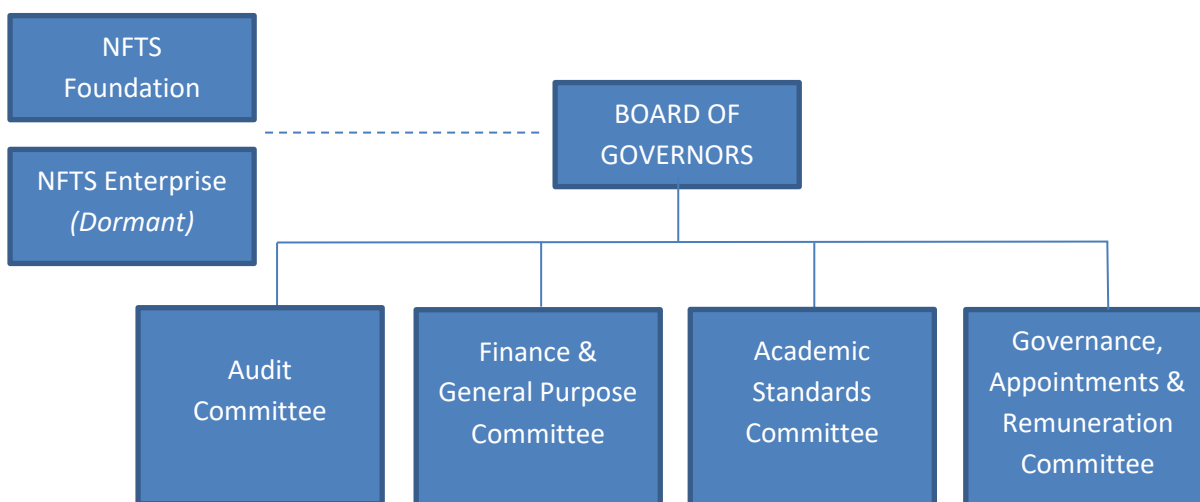 NFTS
Foundation
NFTS Enterprise
(Dormant)
BOARD OF
GOVERNORS
Audit
Committee
Finance &
General Purpose
Committee
Academic
Standards
Committee
Governance,
Appointments &
Remuneration
Committee